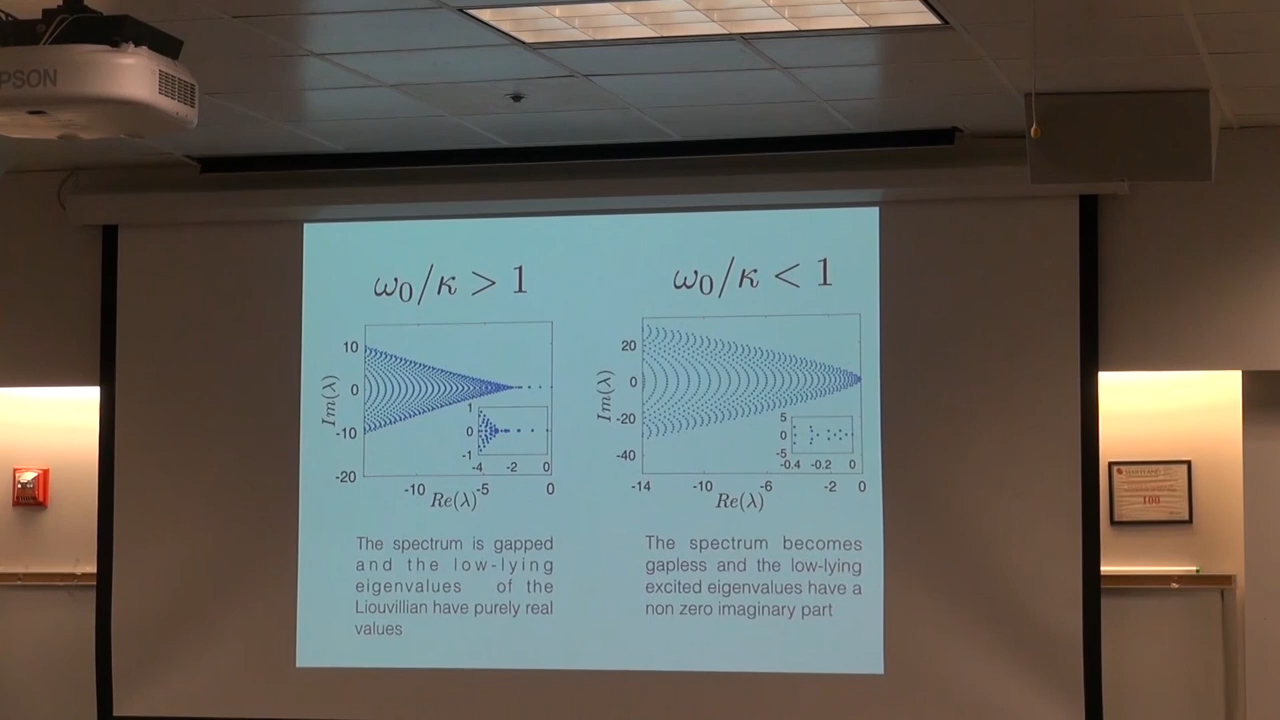 PSON
ω₀/κ > 1
ω₀/κ < 1
10
0
-10
-20
Im(λ)
1
0
-1
-4 -2 0
-10 -5 0
Re(λ)
20
0
-20
-40
Im(λ)
5
0
-5
-0.4 -0.2 0
-14 -10 -6 -2 0
Re(λ)
The spectrum is gapped
and the low-lying
eigenvalues of the
Liouvillian have purely real
values
The spectrum becomes
gapless and the low-lying
excited eigenvalues have a
non zero imaginary part
MARYLAND
100